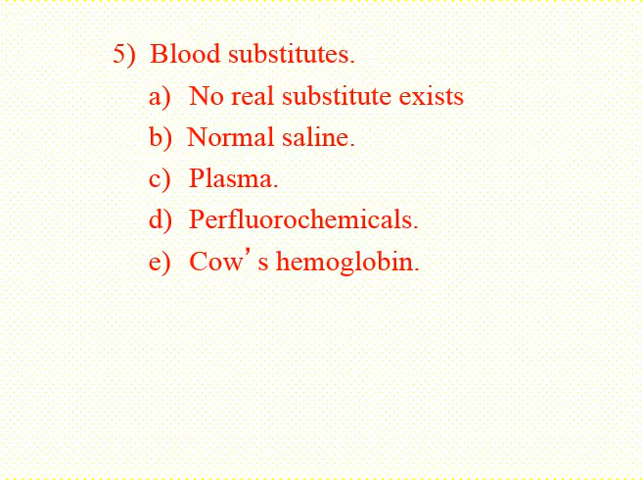 5) Blood substitutes.
a) No real substitute exists
b) Normal saline.
c) Plasma.
d) Perfluorochemicals.
e) Cow’s hemoglobin.